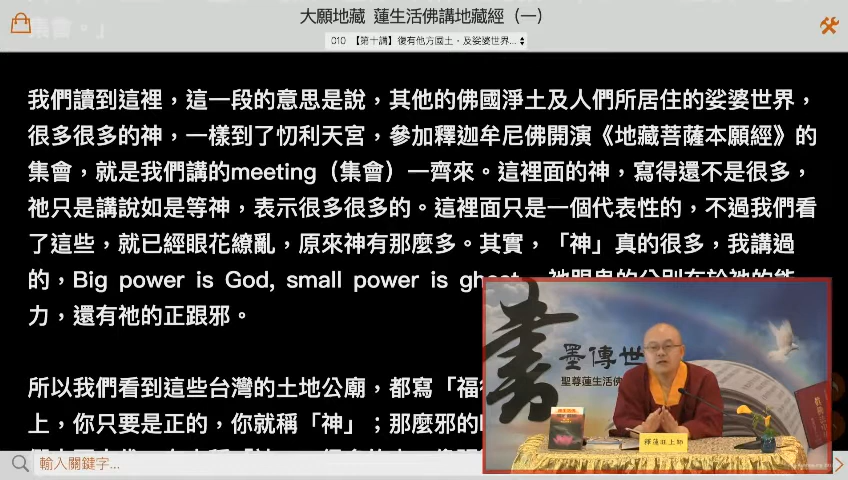 大願地藏 蓮生活佛講地藏經（一）
集會。」
010 【第十講】復有他方國土、及娑婆世界...
我們讀到這裡，這一段的意思是說，其他的佛國淨土及人們所居住的娑婆世界，
很多很多的神，一樣到了忉利天宮，參加釋迦牟尼佛開演《地藏菩薩本願經》的
集會，就是我們講的meeting（集會）一齊來。這裡面的神，寫得還不是很多，
祂只是講說如是等神，表示很多很多的。這裡面只是一個代表性的，不過我們看
了這些，就已經眼花繚亂，原來神有那麼多。其實，「神」真的很多，我講過
的，Big power is God, small power is ghost
力，還有祂的正跟邪。
所以我們看到這些台灣的土地公廟，都寫「福
上，你只要是正的，你就稱「神」；那麼邪的
輸入關鍵字...
書
墨傳世
聖尊蓮生活
釋蓮旺上師